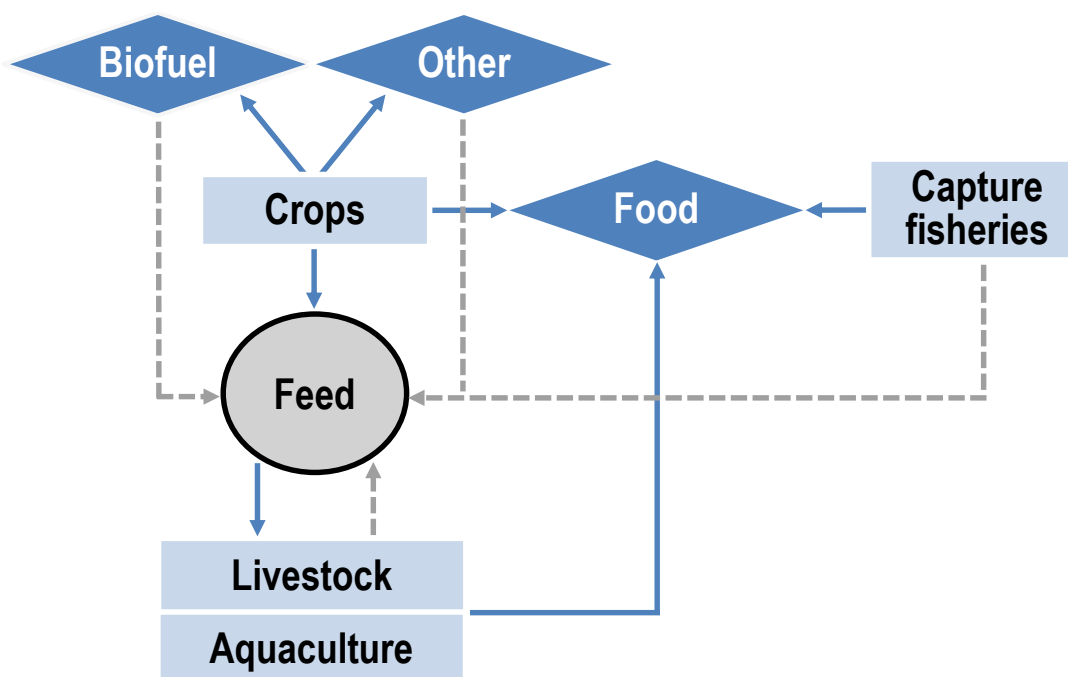 Biofuel
Other
Crops
Food
Capture
fisheries
Feed
Livestock
Aquaculture